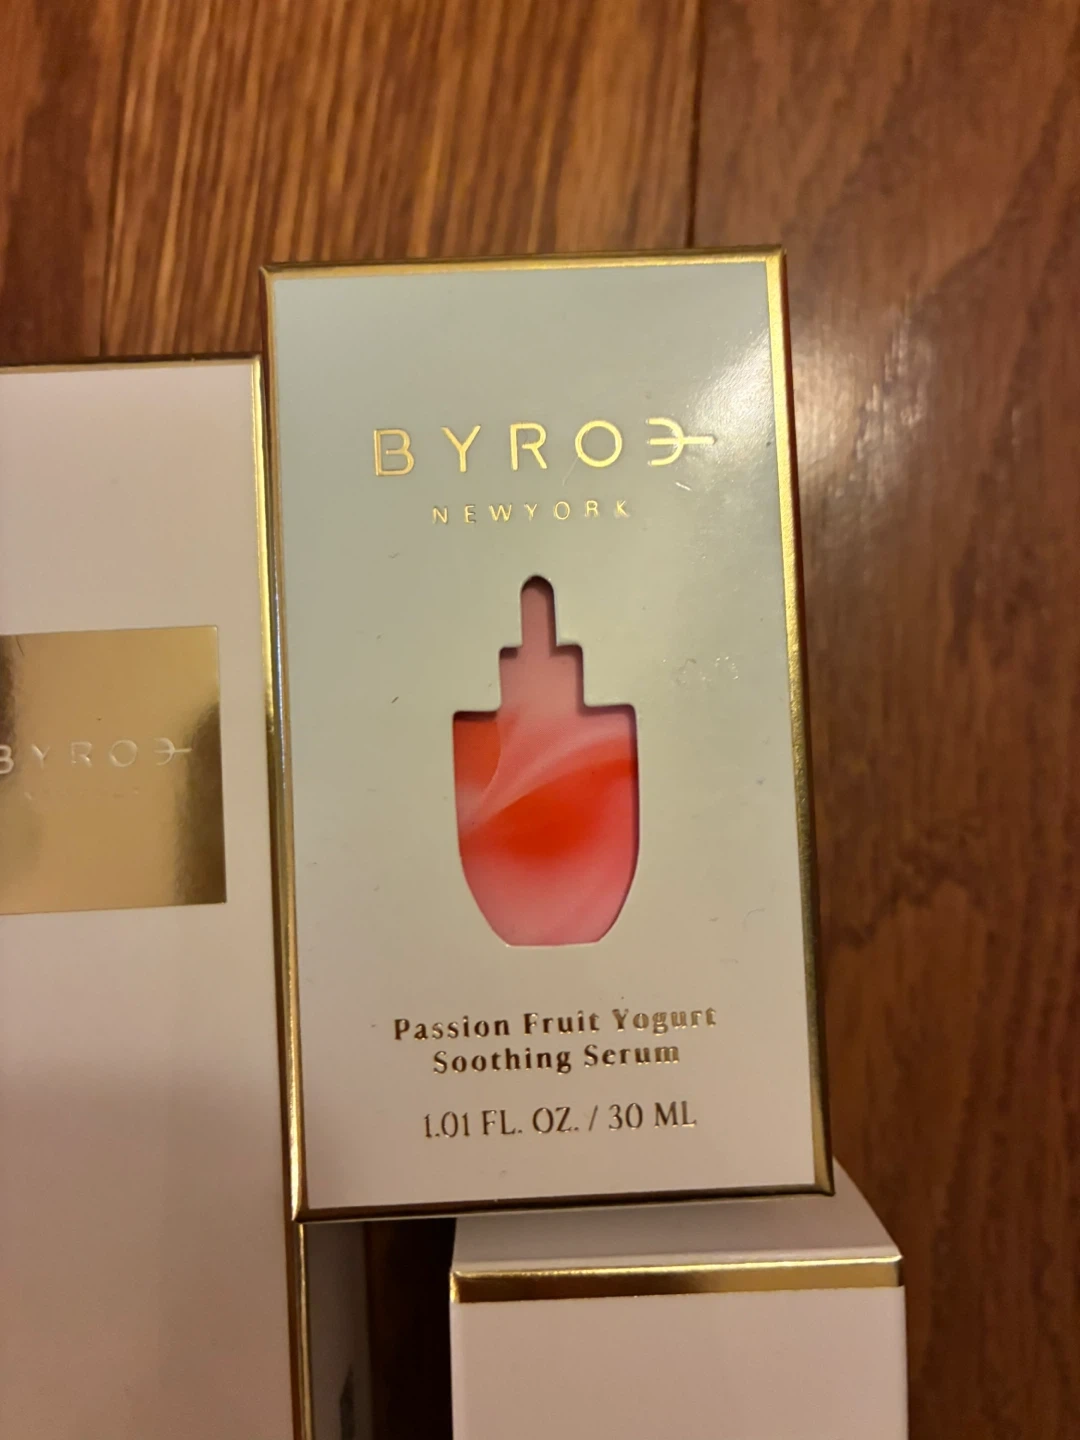 BYROE
NEWYORK
Passion Fruit Yogurt
Soothing Serum
1.01 FL. OZ. / 30 ML
BYROE